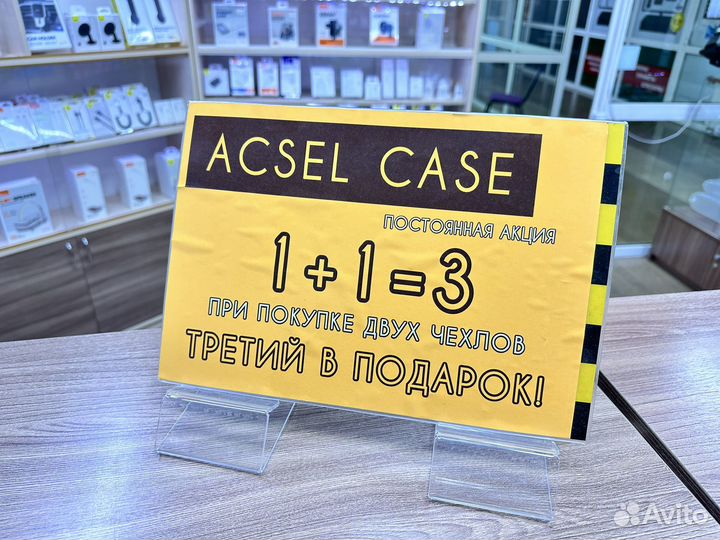 ACSEL CASE
ПОСТОЯННАЯ АКЦИЯ
1+1=3
ПРИ ПОКУПКЕ ДВУХ ЧЕХЛОВ
ТРЕТИЙ В ПОДАРОК!
Avito